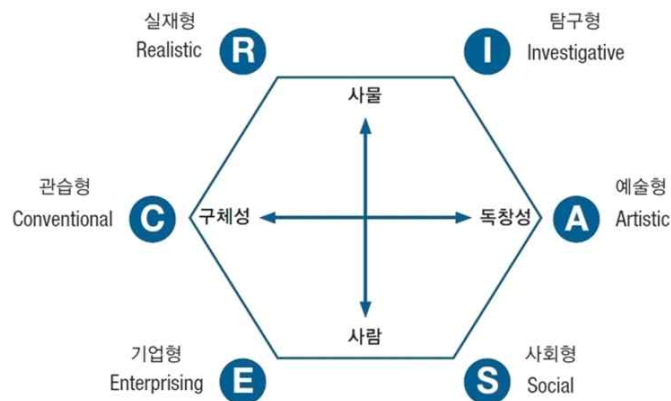 실재형
Realistic
R
I
탐구형
Investigative
사물
관습형
Conventional
C
구체성
독창성
A
예술형
Artistic
사람
기업형
Enterprising
E
S
사회형
Social